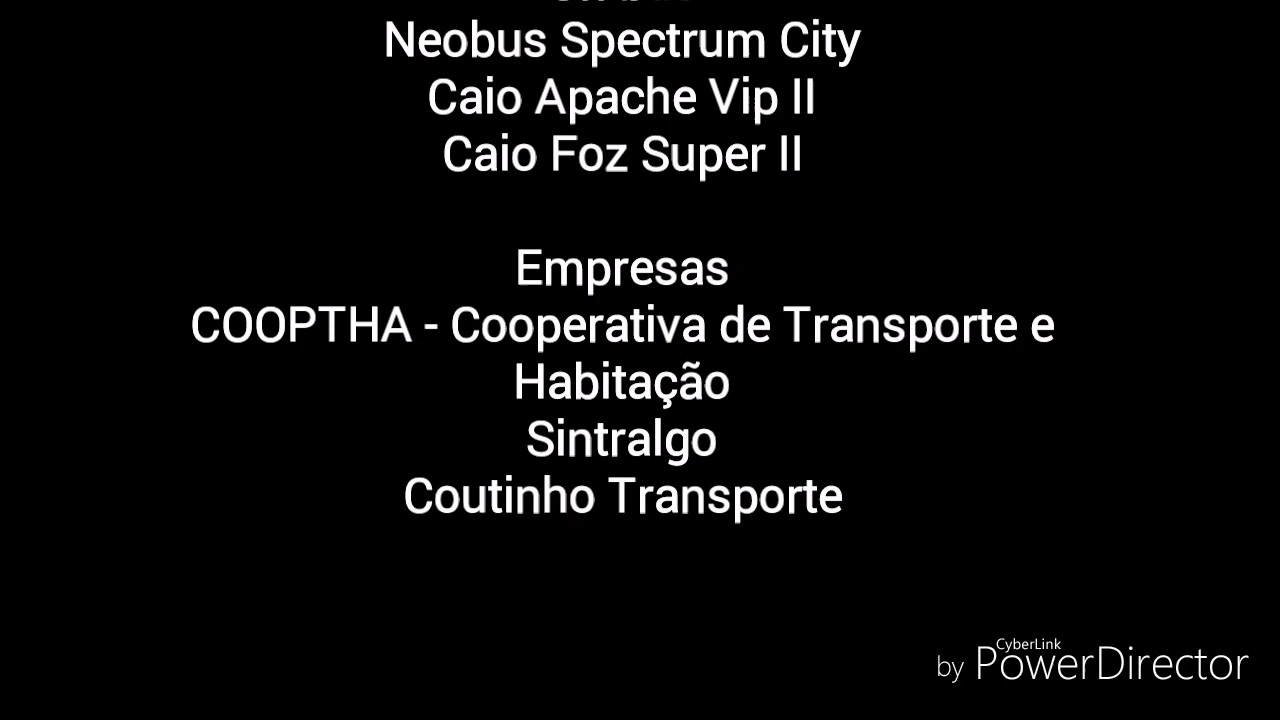 Neobus Spectrum City
Caio Apache Vip II
Caio Foz Super II
Empresas
COOPTHA - Cooperativa de Transporte e
Habitação
Sintralgo
Coutinho Transporte
CyberLink
by PowerDirector